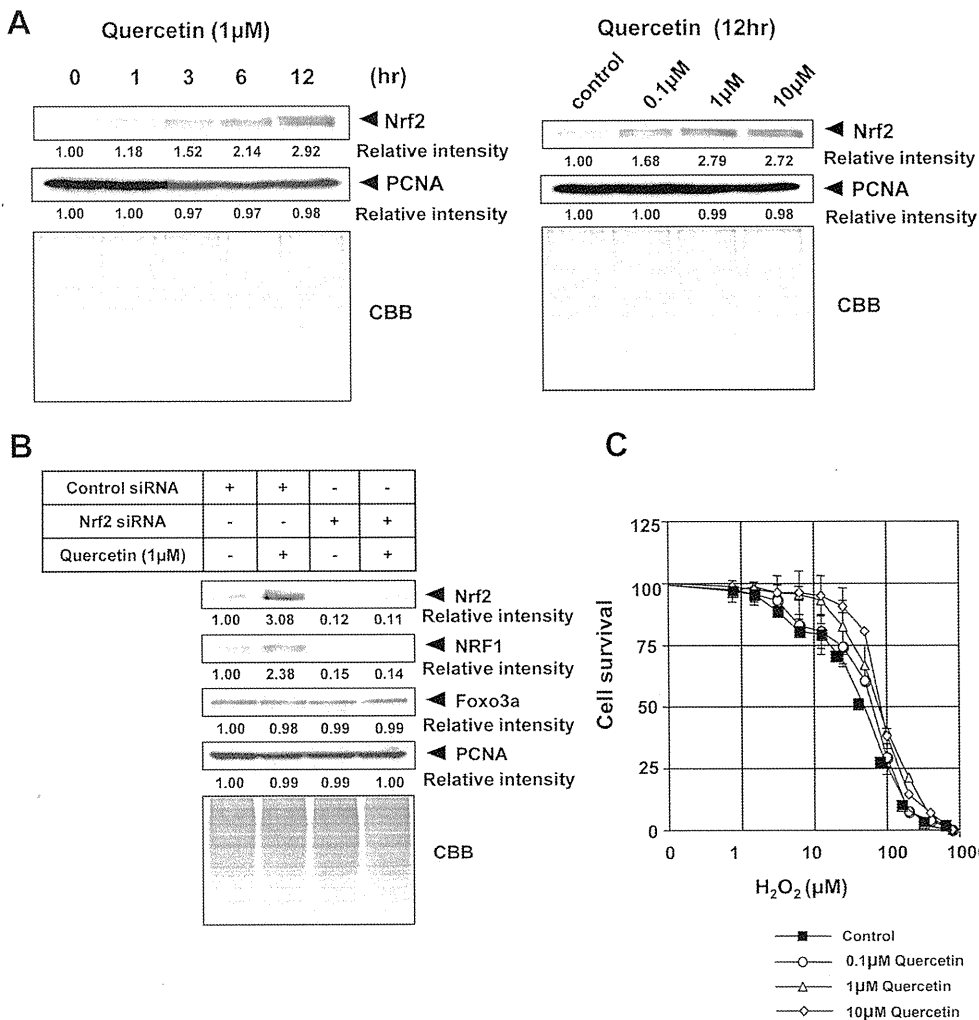 A
Quercetin (1µM)
0 1 3 6 12 (hr)
Nrf2
1.00 1.18 1.52 2.14 2.92 Relative intensity
PCNA
1.00 1.00 0.97 0.97 0.98 Relative intensity
CBB
Quercetin (12hr)
control 0.1µM 1µM 10µM
Nrf2
1.00 1.68 2.79 2.72 Relative intensity
PCNA
1.00 1.00 0.99 0.98 Relative intensity
CBB
B
Control siRNA + + - -
Nrf2 siRNA - - + +
Quercetin (1µM) - + - +
Nrf2
1.00 3.08 0.12 0.11 Relative intensity
NRF1
1.00 2.38 0.15 0.14 Relative intensity
Foxo3a
1.00 0.98 0.99 0.99 Relative intensity
PCNA
1.00 0.99 0.99 1.00 Relative intensity
CBB
C
Cell survival
125
100
75
50
25
0
0 1 10 100 100
H₂O₂ (µM)
Control
0.1µM Quercetin
1µM Quercetin
10µM Quercetin